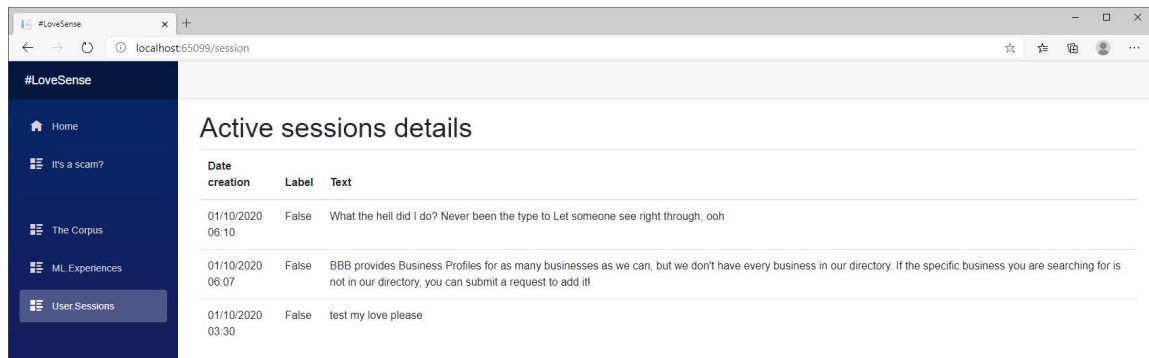 #LoveSense
localhost:65099/session
#LoveSense
Home
It's a scam?
The Corpus
ML.Experiences
User.Sessions
Active sessions details
Date
creation Label Text
01/10/2020 False What the hell did I do? Never been the type to Let someone see right through, ooh
06:10
01/10/2020 False BBB provides Business Profiles for as many businesses as we can, but we don't have every business in our directory. If the specific business you are searching for is
06:07 not in our directory, you can submit a request to add it!
01/10/2020 False test my love please
03:30